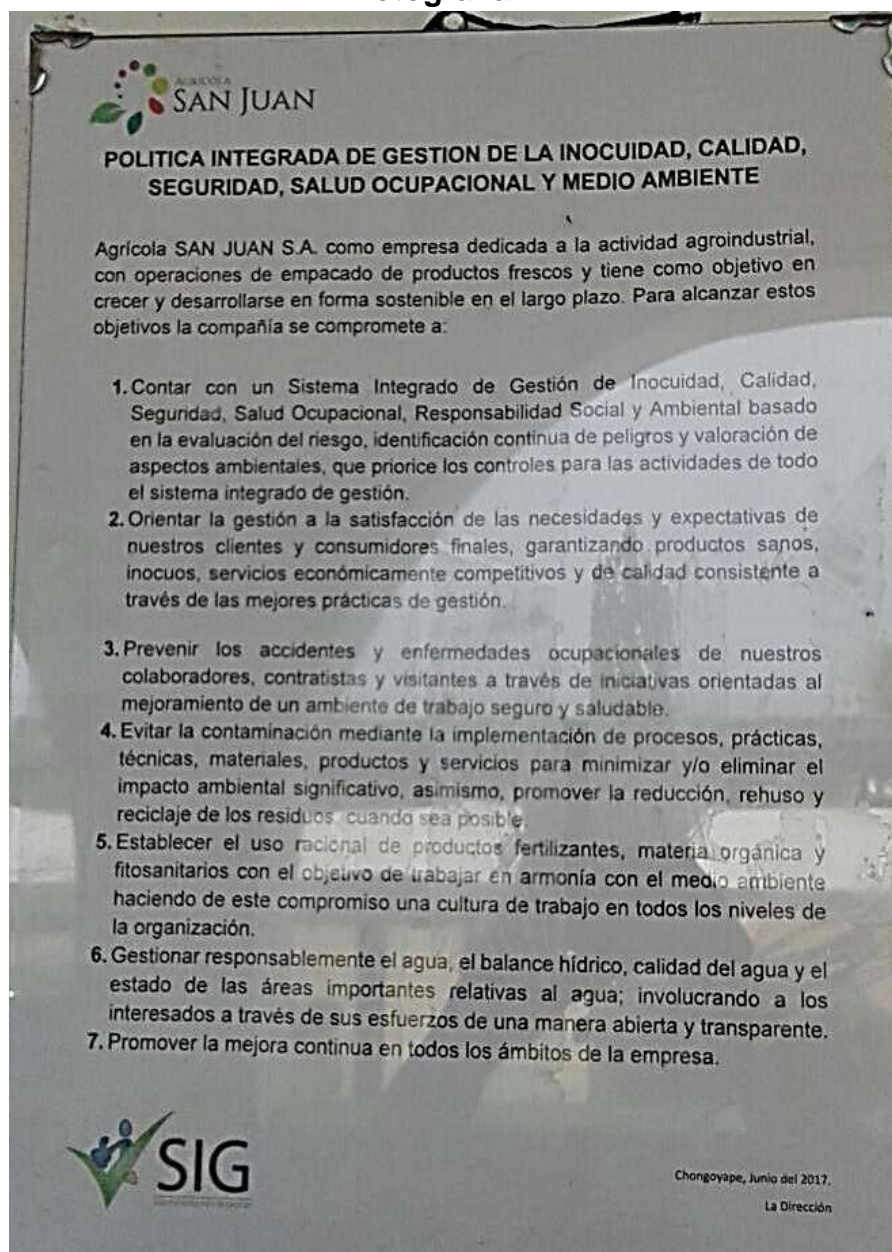 AGRICOLA
SAN JUAN
POLITICA INTEGRADA DE GESTION DE LA INOCUIDAD, CALIDAD,
SEGURIDAD, SALUD OCUPACIONAL Y MEDIO AMBIENTE
Agrícola SAN JUAN S.A. como empresa dedicada a la actividad agroindustrial,
con operaciones de empacado de productos frescos y tiene como objetivo en
crecer y desarrollarse en forma sostenible en el largo plazo. Para alcanzar estos
objetivos la compañía se compromete a:
1. Contar con un Sistema Integrado de Gestión de Inocuidad, Calidad,
Seguridad, Salud Ocupacional, Responsabilidad Social y Ambiental basado
en la evaluación del riesgo, identificación continua de peligros y valoración de
aspectos ambientales, que priorice los controles para las actividades de todo
el sistema integrado de gestión.
2. Orientar la gestión a la satisfacción de las necesidades y expectativas de
nuestros clientes y consumidores finales, garantizando productos sanos,
inocuos, servicios económicamente competitivos y de calidad consistente a
través de las mejores prácticas de gestión.
3. Prevenir los accidentes y enfermedades ocupacionales de nuestros
colaboradores, contratistas y visitantes a través de iniciativas orientadas al
mejoramiento de un ambiente de trabajo seguro y saludable.
4. Evitar la contaminación mediante la implementación de procesos, prácticas,
técnicas, materiales, productos y servicios para minimizar y/o eliminar el
impacto ambiental significativo, asimismo, promover la reducción, rehuso y
reciclaje de los residuos, cuando sea posible.
5. Establecer el uso racional de productos fertilizantes, materia orgánica y
fitosanitarios con el objetivo de trabajar en armonía con el medio ambiente
haciendo de este compromiso una cultura de trabajo en todos los niveles de
la organización.
6. Gestionar responsablemente el agua, el balance hídrico, calidad del agua y el
estado de las áreas importantes relativas al agua; involucrando a los
interesados a través de sus esfuerzos de una manera abierta y transparente.
7. Promover la mejora continua en todos los ámbitos de la empresa.
SIG
Chongoyape, Junio del 2017.
La Dirección